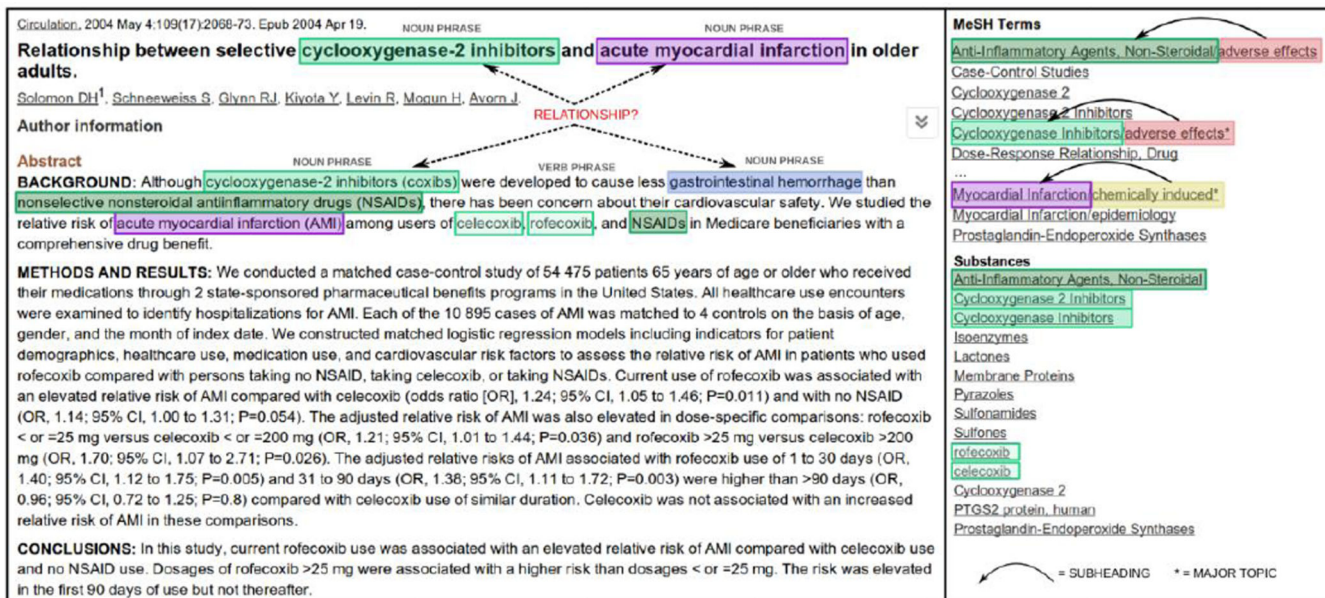 Circulation, 2004 May 4;109(17):2068-73. Epub 2004 Apr 19.
NOUN PHRASE
NOUN PHRASE
Relationship between selective cyclooxygenase-2 inhibitors and acute myocardial infarction in older
adults.
Solomon DH1, Schneeweiss S, Glynn RJ, Kiyota Y, Levin R, Mogun H, Avorn J.
RELATIONSHIP?
Author information
Abstract
NOUN PHRASE
VERB PHRASE
NOUN PHRASE
BACKGROUND: Although cyclooxygenase-2 inhibitors (coxibs) were developed to cause less gastrointestinal hemorrhage than
nonselective nonsteroidal antiinflammatory drugs (NSAIDs), there has been concern about their cardiovascular safety. We studied the
relative risk of acute myocardial infarction (AMI) among users of celecoxib, rofecoxib, and NSAIDs in Medicare beneficiaries with a
comprehensive drug benefit.
METHODS AND RESULTS: We conducted a matched case-control study of 54 475 patients 65 years of age or older who received
their medications through 2 state-sponsored pharmaceutical benefits programs in the United States. All healthcare use encounters
were examined to identify hospitalizations for AMI. Each of the 10 895 cases of AMI was matched to 4 controls on the basis of age,
gender, and the month of index date. We constructed matched logistic regression models including indicators for patient
demographics, healthcare use, medication use, and cardiovascular risk factors to assess the relative risk of AMI in patients who used
rofecoxib compared with persons taking no NSAID, taking celecoxib, or taking NSAIDs. Current use of rofecoxib was associated with
an elevated relative risk of AMI compared with celecoxib (odds ratio [OR], 1.24; 95% CI, 1.05 to 1.46; P=0.011) and with no NSAID
(OR, 1.14; 95% CI, 1.00 to 1.31; P=0.054). The adjusted relative risk of AMI was also elevated in dose-specific comparisons: rofecoxib
< or =25 mg versus celecoxib < or =200 mg (OR, 1.21; 95% CI, 1.01 to 1.44; P=0.036) and rofecoxib >25 mg versus celecoxib >200
mg (OR, 1.70; 95% CI, 1.07 to 2.71; P=0.026). The adjusted relative risks of AMI associated with rofecoxib use of 1 to 30 days (OR,
1.40; 95% CI, 1.12 to 1.75; P=0.005) and 31 to 90 days (OR, 1.38; 95% CI, 1.11 to 1.72; P=0.003) were higher than >90 days (OR,
0.96; 95% CI, 0.72 to 1.25; P=0.8) compared with celecoxib use of similar duration. Celecoxib was not associated with an increased
relative risk of AMI in these comparisons.
CONCLUSIONS: In this study, current rofecoxib use was associated with an elevated relative risk of AMI compared with celecoxib use
and no NSAID use. Dosages of rofecoxib >25 mg were associated with a higher risk than dosages < or =25 mg. The risk was elevated
in the first 90 days of use but not thereafter.
MeSH Terms
Anti-Inflammatory Agents, Non-Steroidal/adverse effects
Case-Control Studies
Cyclooxygenase 2
Cyclooxygenase 2 Inhibitors
Cyclooxygenase Inhibitors/adverse effects*
Dose-Response Relationship, Drug
...
Myocardial Infarction/chemically induced*
Myocardial Infarction/epidemiology
Prostaglandin-Endoperoxide Synthases
Substances
Anti-Inflammatory Agents, Non-Steroidal
Cyclooxygenase 2 Inhibitors
Cyclooxygenase Inhibitors
Isoenzymes
Lactones
Membrane Proteins
Pyrazoles
Sulfonamides
Sulfones
rofecoxib
celecoxib
Cyclooxygenase 2
PTGS2 protein, human
Prostaglandin-Endoperoxide Synthases
= SUBHEADING * = MAJOR TOPIC